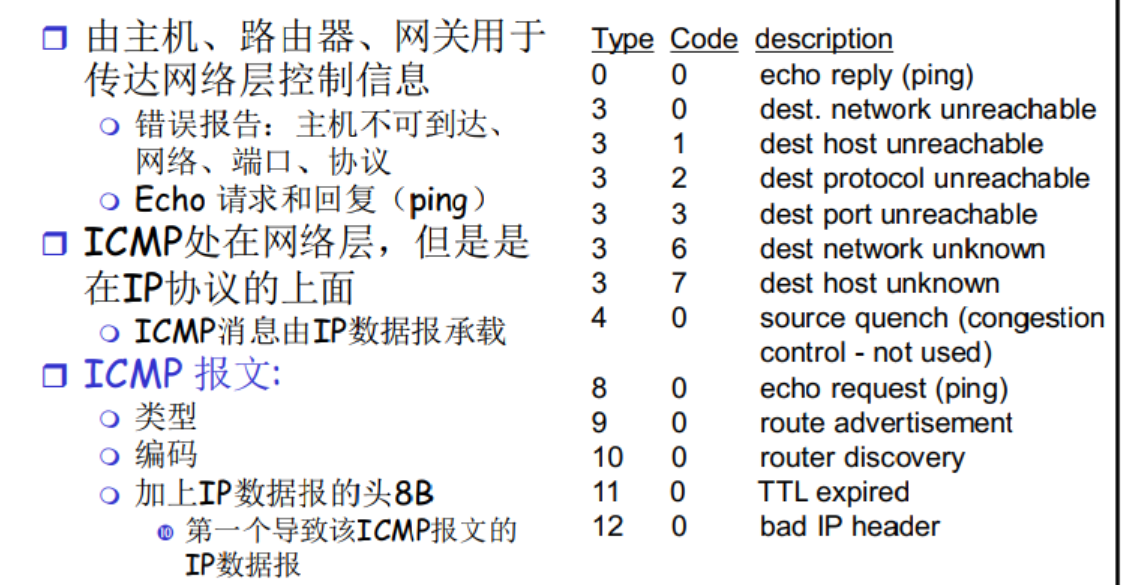 由主机、路由器、网关用于
传达网络层控制信息
错误报告：主机不可到达、
网络、端口、协议
Echo 请求和回复（ping）
ICMP处在网络层，但是是
在IP协议的上面
ICMP消息由IP数据报承载
ICMP 报文:
类型
编码
加上IP数据报的头8B
⑩ 第一个导致该ICMP报文的
IP数据报
Type Code description
0 0 echo reply (ping)
3 0 dest. network unreachable
3 1 dest host unreachable
3 2 dest protocol unreachable
3 3 dest port unreachable
3 6 dest network unknown
3 7 dest host unknown
4 0 source quench (congestion
control - not used)
8 0 echo request (ping)
9 0 route advertisement
10 0 router discovery
11 0 TTL expired
12 0 bad IP header